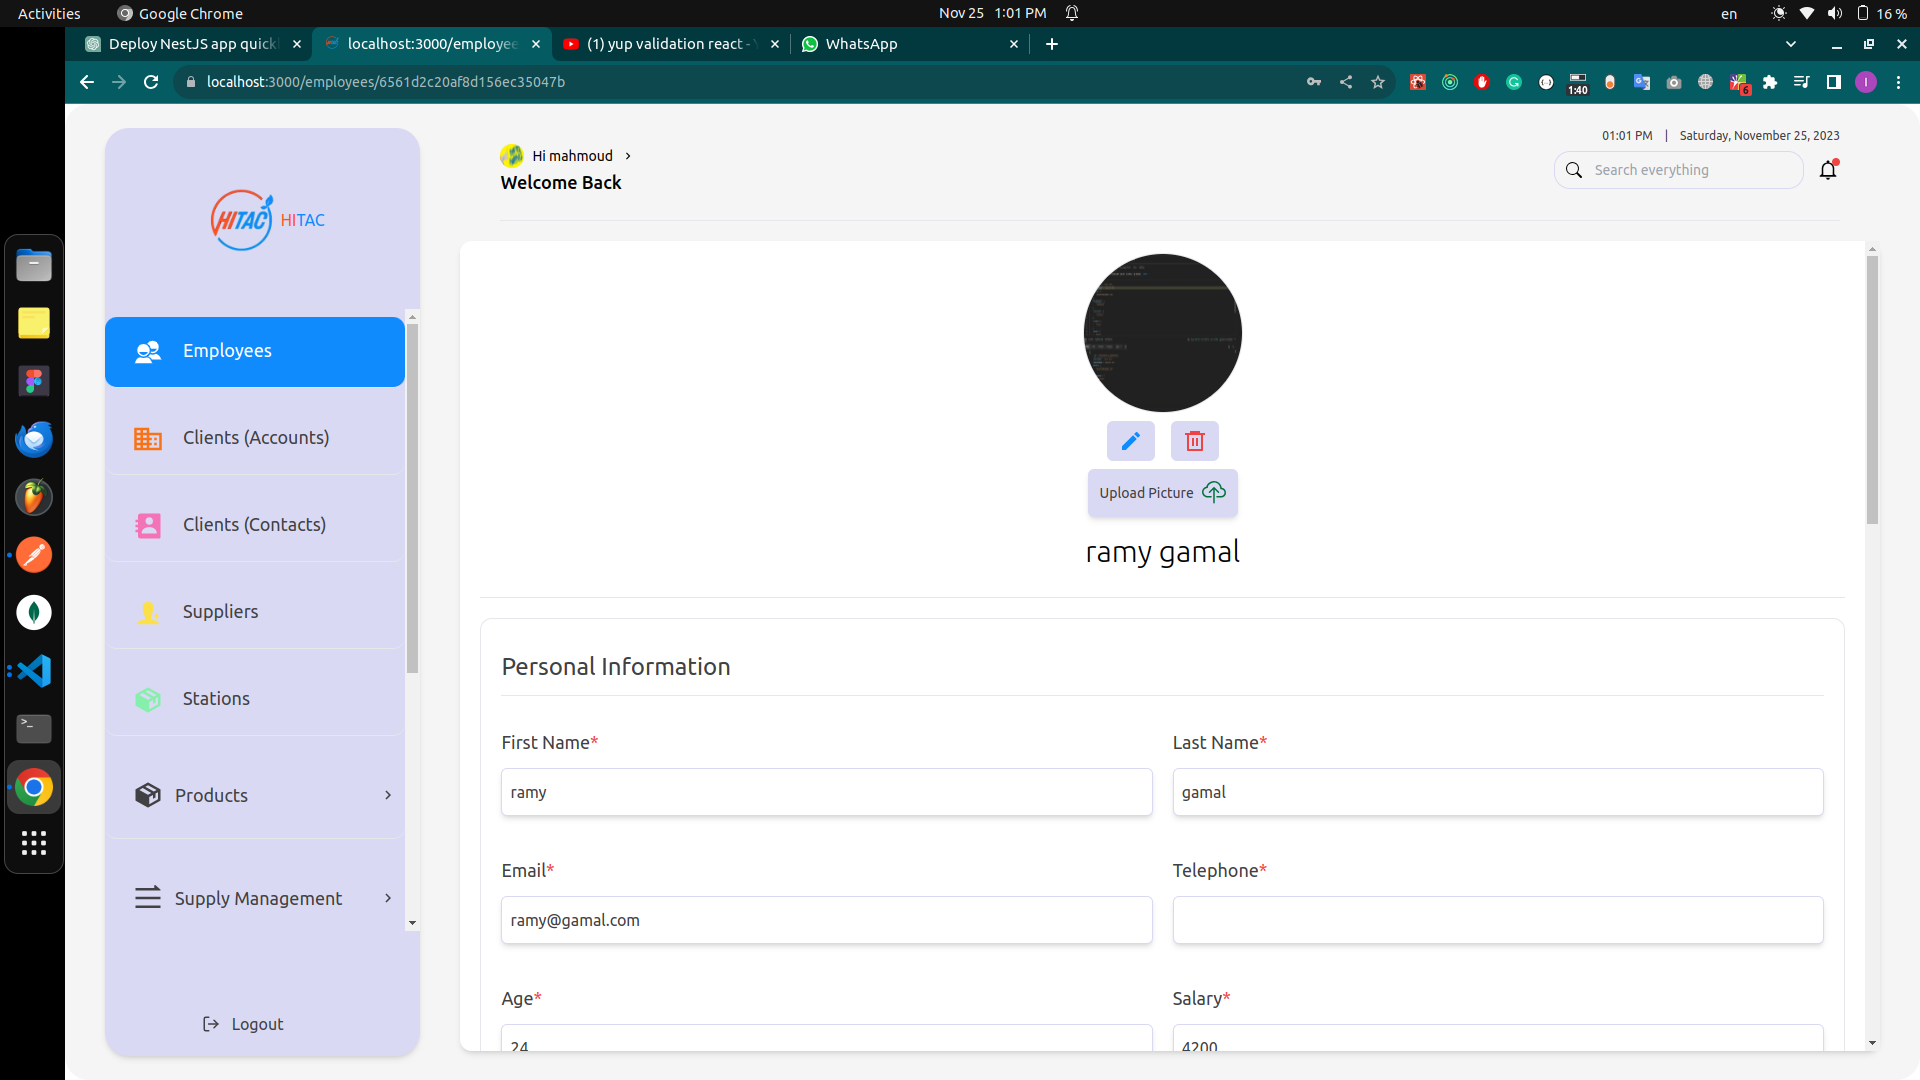 Activities
Google Chrome
Nov 25 1:01 PM
en
16 %
Deploy NestJS app quickl
localhost:3000/employee
(1) yup validation react - Y
WhatsApp
localhost:3000/employees/6561d2c20af8d156ec35047b
1:40
6
I
HITAC HITAC
Employees
Clients (Accounts)
Clients (Contacts)
Suppliers
Stations
Products
Supply Management
Logout
Hi mahmoud
Welcome Back
01:01 PM | Saturday, November 25, 2023
Search everything
Upload Picture
ramy gamal
Personal Information
First Name*
Last Name*
ramy
gamal
Email*
Telephone*
ramy@gamal.com
Age*
Salary*
24
4200